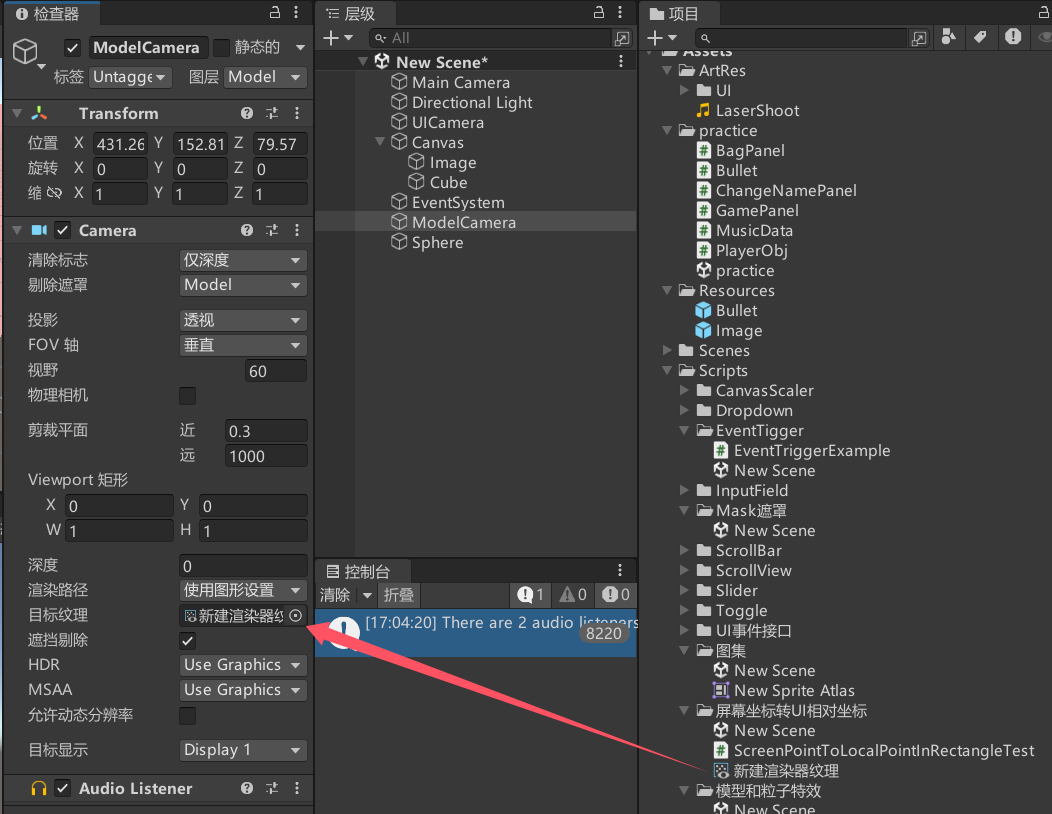 检查器
ModelCamera
静态的
标签 Untagge 图层 Model
Transform
位置 X 431.26 Y 152.81 Z 79.57
旋转 X 0 Y 0 Z 0
缩 X 1 Y 1 Z 1
Camera
清除标志 仅深度
剔除遮罩 Model
投影 透视
FOV 轴 垂直
视野 60
物理相机
剪裁平面 近 0.3
远 1000
Viewport 矩形
X 0 Y 0
W 1 H 1
深度 0
渲染路径 使用图形设置
目标纹理 新建渲染器纹
遮挡剔除
HDR Use Graphics
MSAA Use Graphics
允许动态分辨率
目标显示 Display 1
Audio Listener
层级
All
New Scene*
Main Camera
Directional Light
UICamera
Canvas
Image
Cube
EventSystem
ModelCamera
Sphere
控制台
清除 折叠 1 0 0
[17:04:20] There are 2 audio listeners
8220
项目
Assets
ArtRes
UI
LaserShoot
practice
BagPanel
Bullet
ChangeNamePanel
GamePanel
MusicData
PlayerObj
practice
Resources
Bullet
Image
Scenes
Scripts
CanvasScaler
Dropdown
EventTigger
EventTriggerExample
New Scene
InputField
Mask遮罩
New Scene
ScrollBar
ScrollView
Slider
Toggle
UI事件接口
图集
New Scene
New Sprite Atlas
屏幕坐标转UI相对坐标
New Scene
ScreenPointToLocalPointInRectangleTest
新建渲染器纹理
模型和粒子特效
New Scene